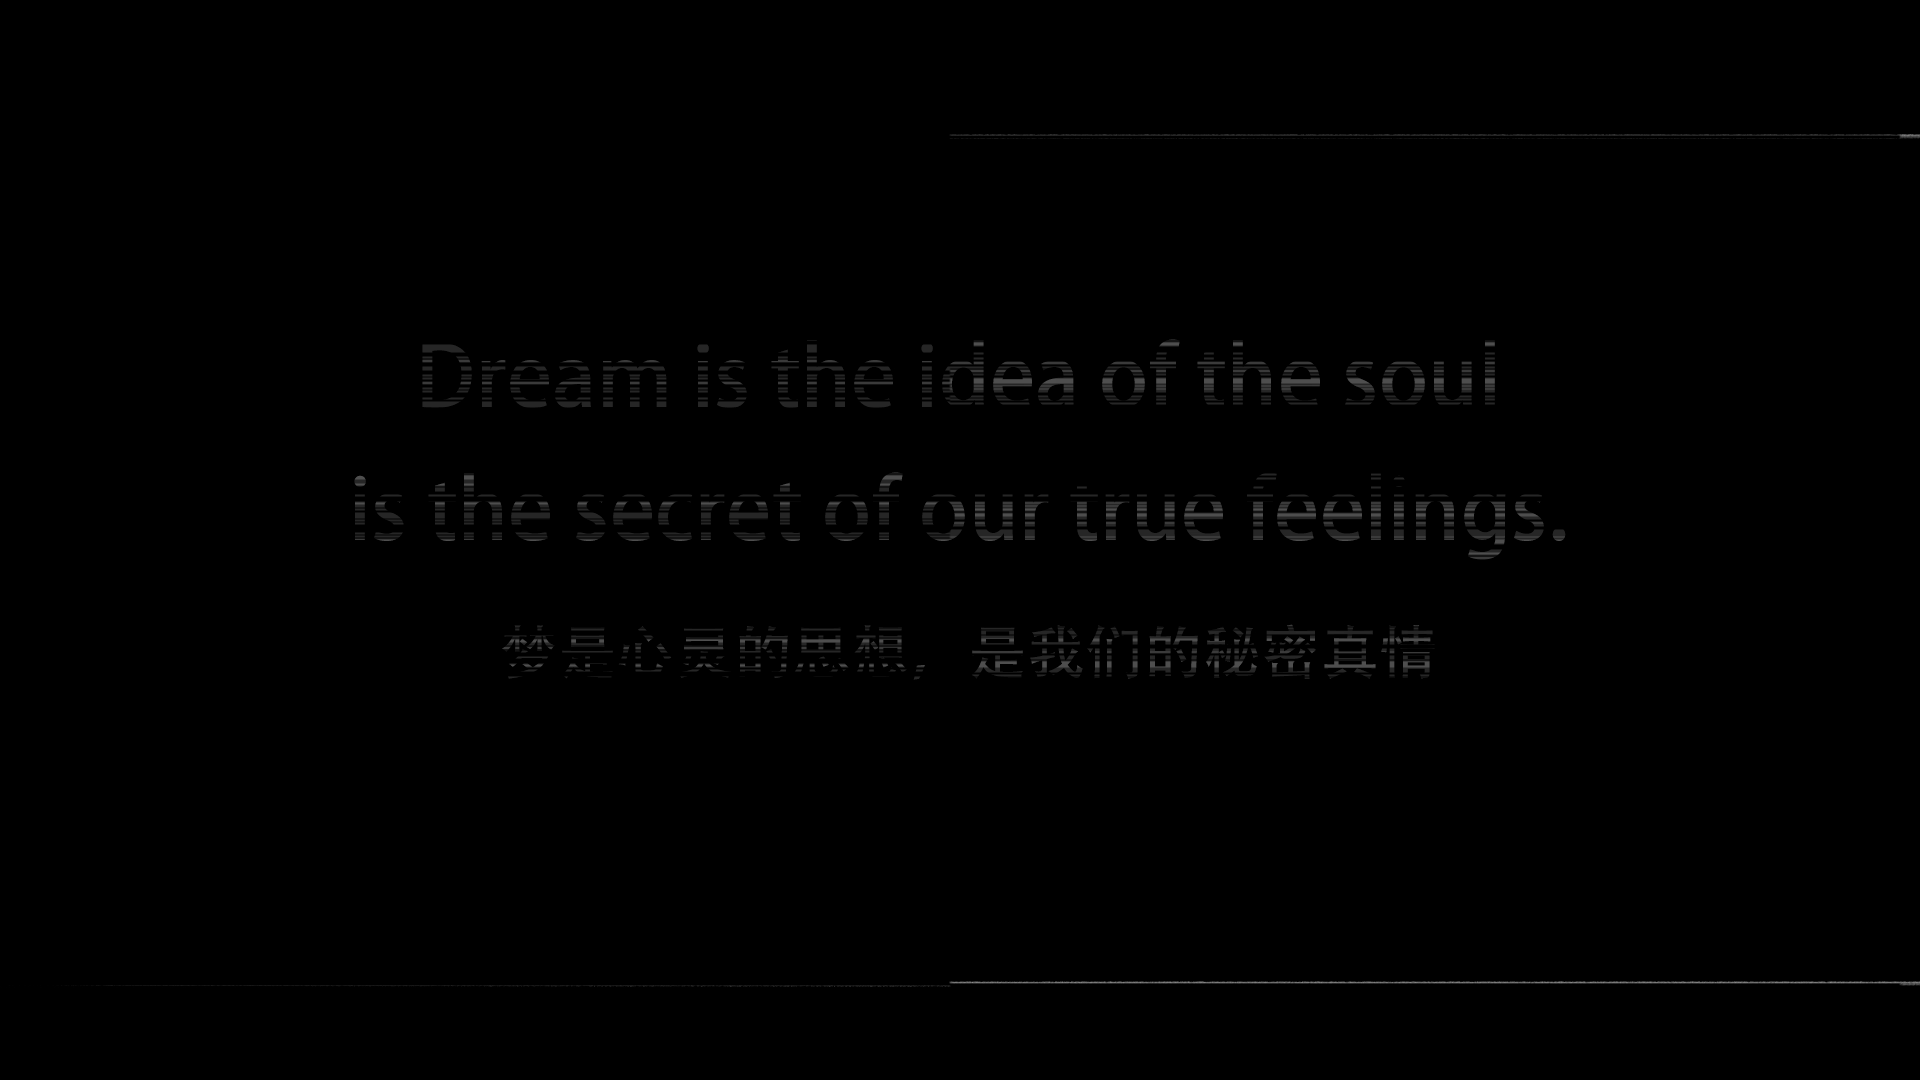 Dream is the idea of the soul
is the secret of our true feelings.
梦是心灵的思想，是我们的秘密真情